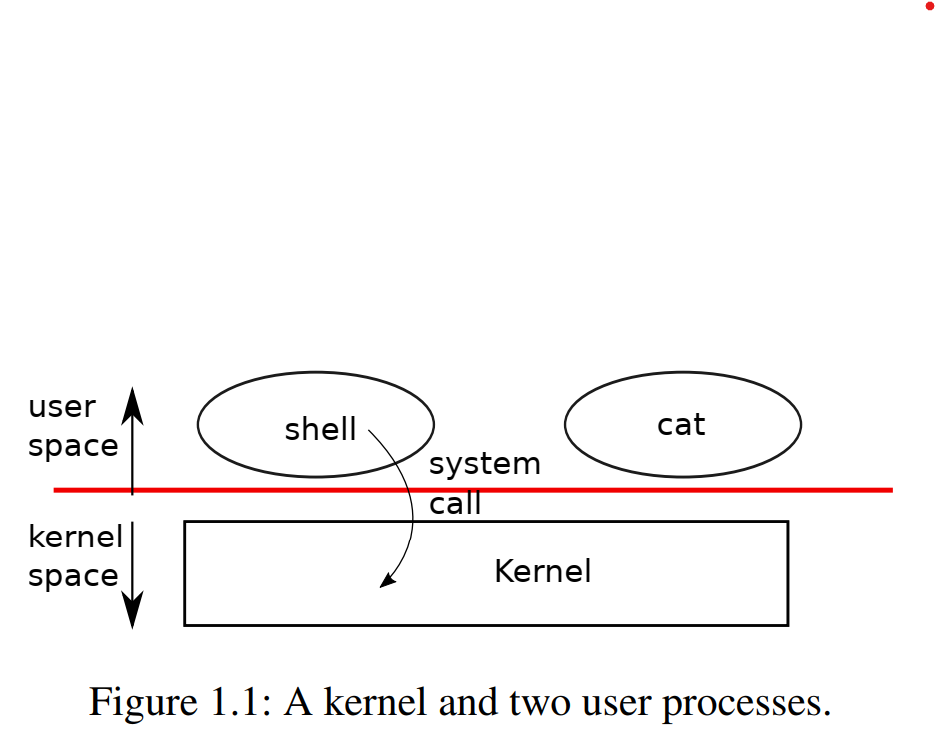 user
space
shell
cat
system
call
kernel
space
Kernel
Figure 1.1: A kernel and two user processes.